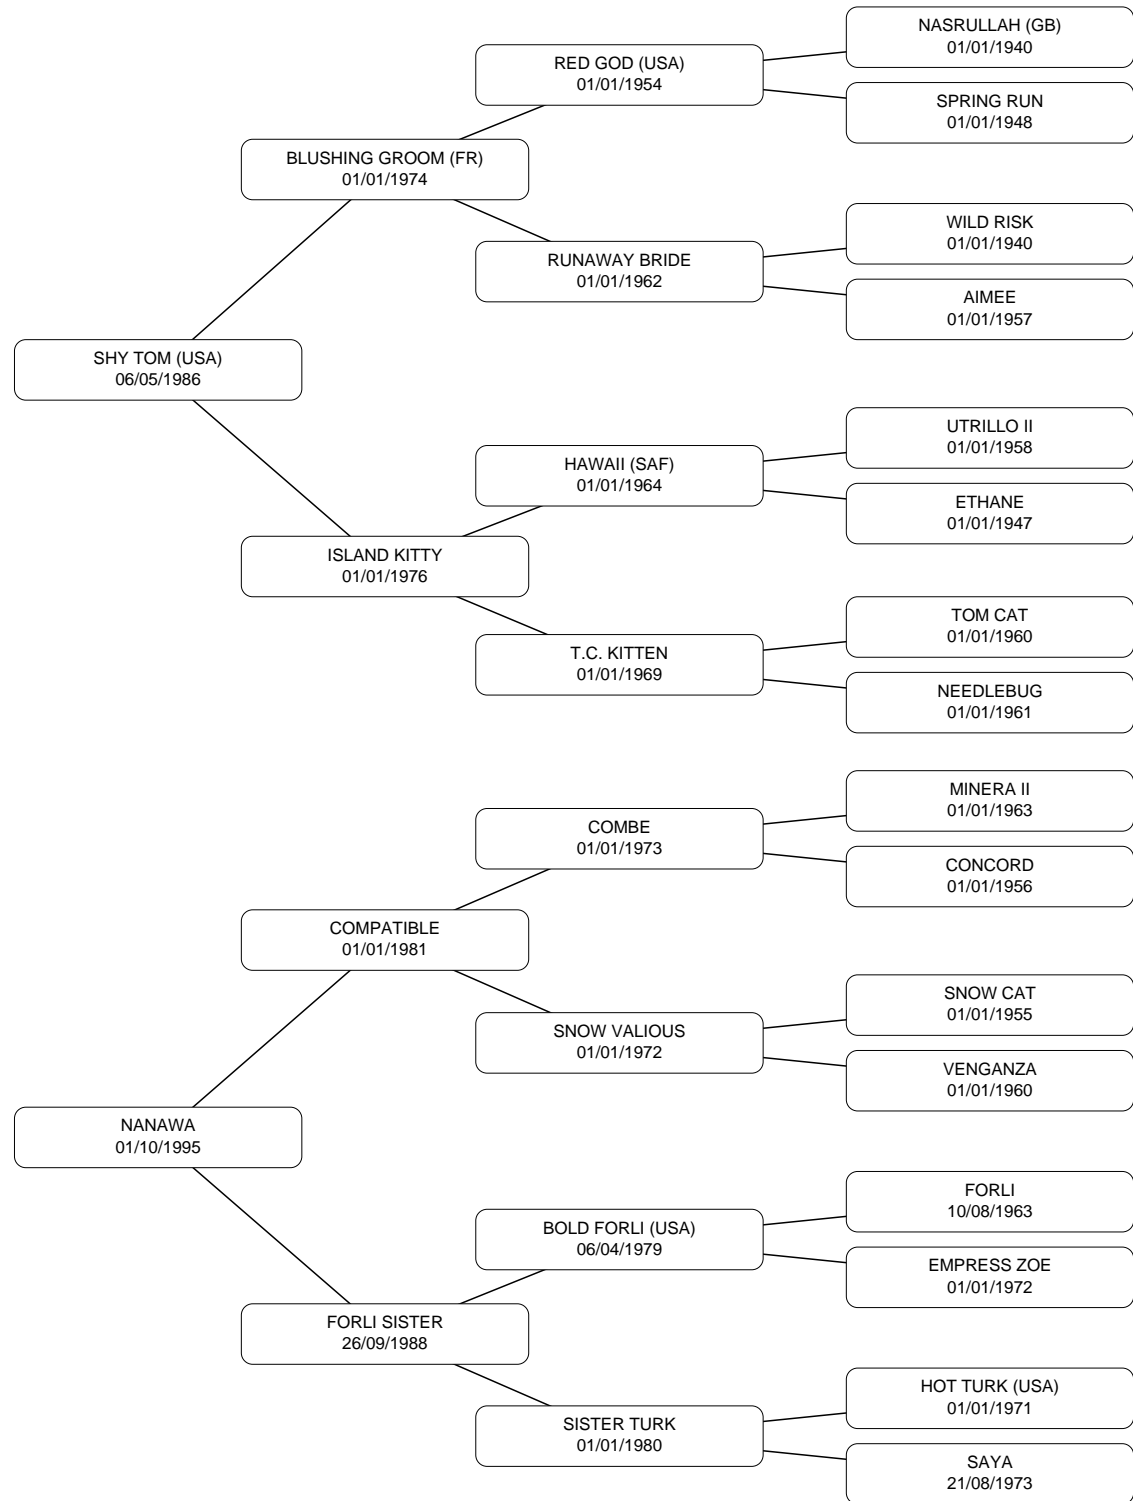 NASRULLAH (GB)
01/01/1940
RED GOD (USA)
01/01/1954
SPRING RUN
01/01/1948
BLUSHING GROOM (FR)
01/01/1974
WILD RISK
01/01/1940
RUNAWAY BRIDE
01/01/1962
AIMEE
01/01/1957
SHY TOM (USA)
06/05/1986
UTRILLO II
01/01/1958
HAWAII (SAF)
01/01/1964
ETHANE
01/01/1947
ISLAND KITTY
01/01/1976
TOM CAT
01/01/1960
T.C. KITTEN
01/01/1969
NEEDLEBUG
01/01/1961
MINERA II
01/01/1963
COMBE
01/01/1973
CONCORD
01/01/1956
COMPATIBLE
01/01/1981
SNOW CAT
01/01/1955
SNOW VALIOUS
01/01/1972
VENGANZA
01/01/1960
NANAWA
01/10/1995
FORLI
10/08/1963
BOLD FORLI (USA)
06/04/1979
EMPRESS ZOE
01/01/1972
FORLI SISTER
26/09/1988
HOT TURK (USA)
01/01/1971
SISTER TURK
01/01/1980
SAYA
21/08/1973